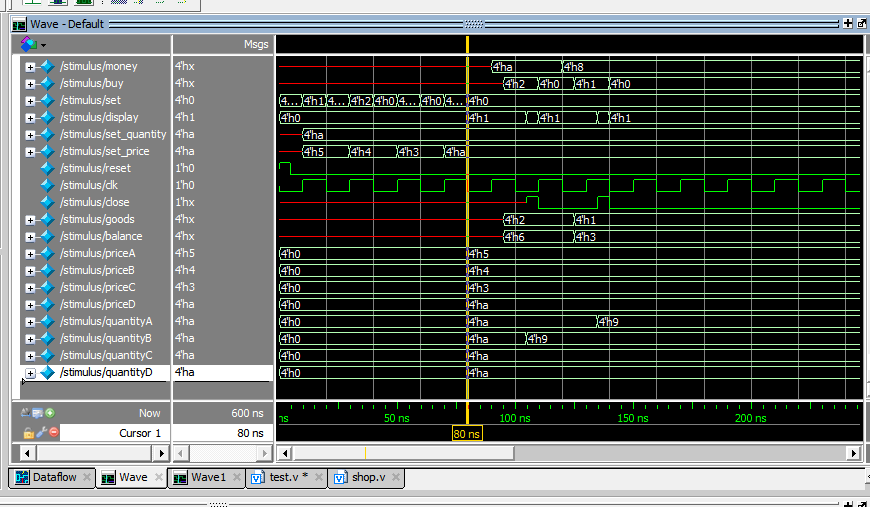 Wave - Default
Msgs
/stimulus/money 4'hx 4'ha 4'h8
/stimulus/buy 4'hx 4'h2 4'h0 4'h1 4'h0
/stimulus/set 4'h0 4... 4'h1 4... 4'h2 4'h0 4... 4'h0 4... 4'h0
/stimulus/display 4'h1 4'h0 4'h1 4'h1 4'h1
/stimulus/set_quantity 4'ha 4'ha
/stimulus/set_price 4'ha 4'h5 4'h4 4'h3 4'ha
/stimulus/reset 1'h0
/stimulus/clk 1'h0
/stimulus/close 1'hx
/stimulus/goods 4'hx 4'h2 4'h1
/stimulus/balance 4'hx 4'h6 4'h3
/stimulus/priceA 4'h5 4'h0 4'h5
/stimulus/priceB 4'h4 4'h0 4'h4
/stimulus/priceC 4'h3 4'h0 4'h3
/stimulus/priceD 4'ha 4'h0 4'ha
/stimulus/quantityA 4'ha 4'h0 4'ha 4'h9
/stimulus/quantityB 4'ha 4'h0 4'ha 4'h9
/stimulus/quantityC 4'ha 4'h0 4'ha
/stimulus/quantityD 4'ha 4'h0 4'ha
Now 600 ns ns 50 ns 100 ns 150 ns 200 ns
Cursor 1 80 ns 80 ns
Dataflow Wave Wave1 test.v * shop.v